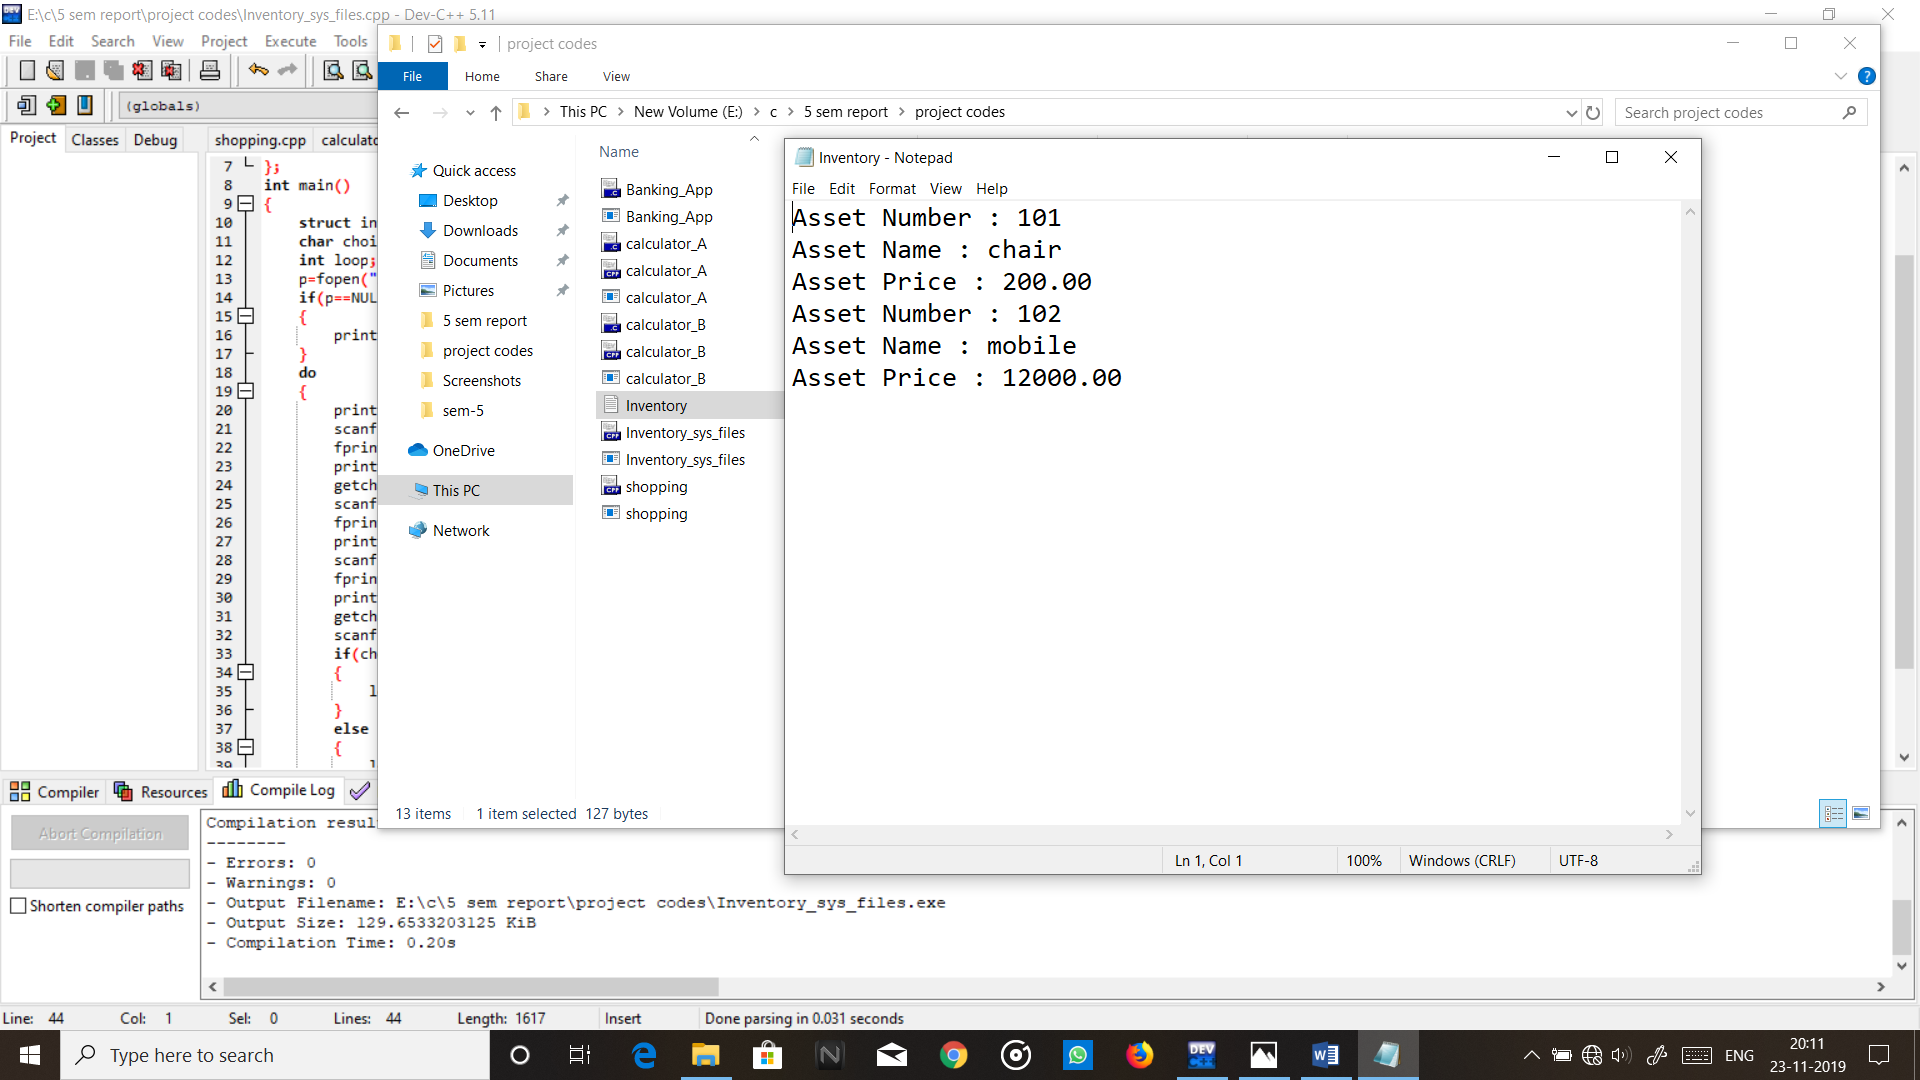 E:\c\5 sem report\project codes\Inventory_sys_files.cpp - Dev-C++ 5.11
File Edit Search View Project Execute Tools
(globals)
Project Classes Debug
shopping.cpp calculato
7 };
8 int main()
9 {
10 struct in
11 char choi
12 int loop;
13 p=fopen("
14 if(p==NUL
15 {
16 print
17 }
18 do
19 {
20 print
21 scanf
22 fprin
23 print
24 getch
25 scanf
26 fprin
27 print
28 scanf
29 fprin
30 print
31 getch
32 scanf
33 if(ch
34 {
35 l
36 }
37 else
38 {
39 l
project codes
File Home Share View
This PC > New Volume (E:) > c > 5 sem report > project codes
Search project codes
Quick access
Desktop
Downloads
Documents
Pictures
5 sem report
project codes
Screenshots
sem-5
OneDrive
This PC
Network
Name
Banking_App
Banking_App
calculator_A
calculator_A
calculator_A
calculator_B
calculator_B
calculator_B
Inventory
Inventory_sys_files
Inventory_sys_files
shopping
shopping
13 items 1 item selected 127 bytes
Inventory - Notepad
File Edit Format View Help
Asset Number : 101
Asset Name : chair
Asset Price : 200.00
Asset Number : 102
Asset Name : mobile
Asset Price : 12000.00
Ln 1, Col 1 100% Windows (CRLF) UTF-8
Compiler Resources Compile Log
Abort Compilation
Shorten compiler paths
Compilation resul
--------
- Errors: 0
- Warnings: 0
- Output Filename: E:\c\5 sem report\project codes\Inventory_sys_files.exe
- Output Size: 129.6533203125 KiB
- Compilation Time: 0.20s
Line: 44 Col: 1 Sel: 0 Lines: 44 Length: 1617 Insert Done parsing in 0.031 seconds
Type here to search
DEV
ENG
20:11
23-11-2019